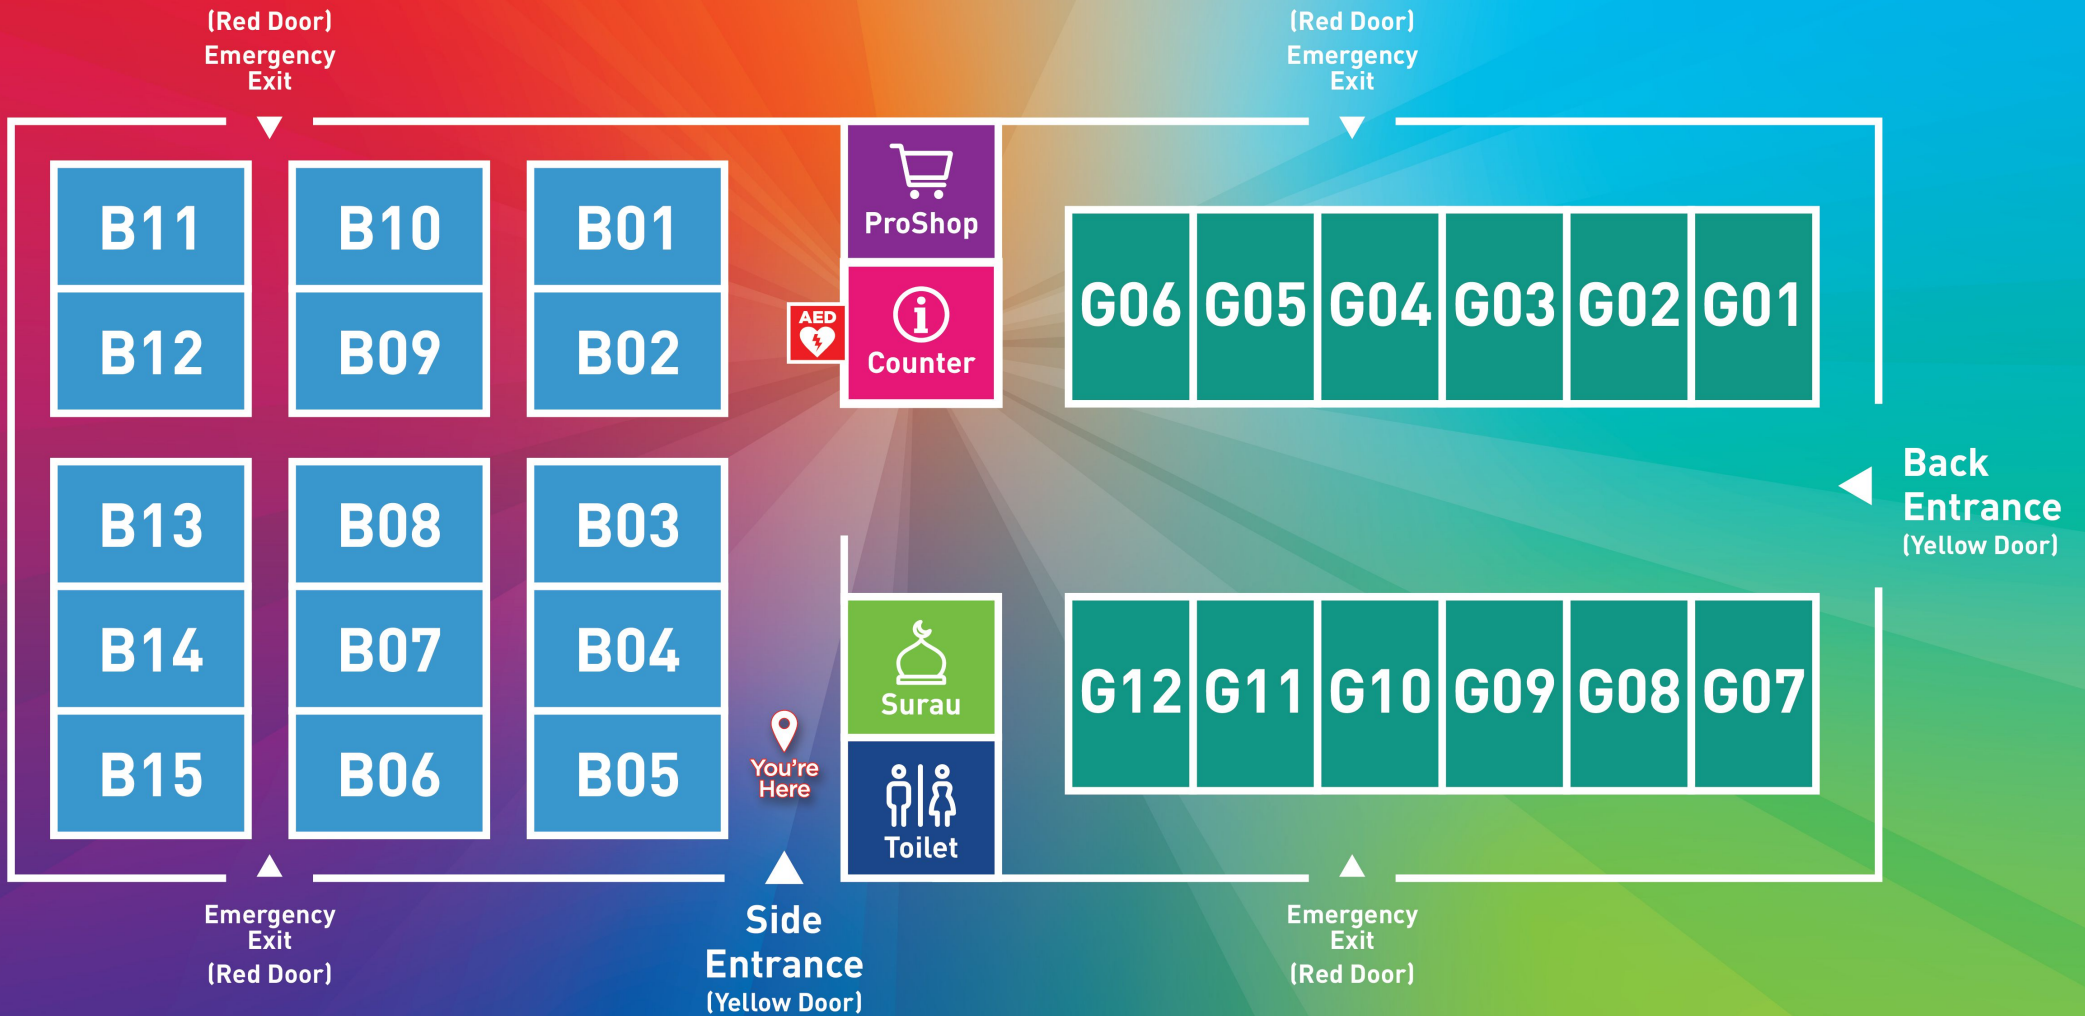 (Red Door)
Emergency
Exit
(Red Door)
Emergency
Exit
B11
B10
B01
B12
B09
B02
B13
B08
B03
B14
B07
B04
B15
B06
B05
ProShop
AED
Counter
G06 G05 G04 G03 G02 G01
Back
Entrance
(Yellow Door)
Surau
Toilet
You're
Here
G12 G11 G10 G09 G08 G07
Emergency
Exit
(Red Door)
Side
Entrance
(Yellow Door)
Emergency
Exit
(Red Door)